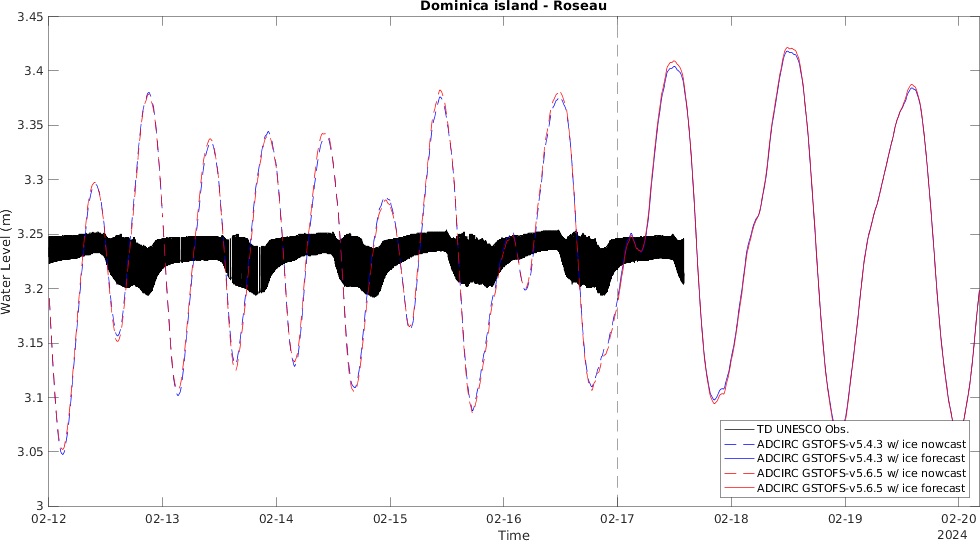 Dominica island - Roseau
Water Level (m)
3.45
3.4
3.35
3.3
3.25
3.2
3.15
3.1
3.05
3
02-12
02-13
02-14
02-15
02-16
02-17
02-18
02-19
02-20
2024
Time
TD UNESCO Obs.
ADCIRC GSTOFS-v5.4.3 w/ ice nowcast
ADCIRC GSTOFS-v5.4.3 w/ ice forecast
ADCIRC GSTOFS-v5.6.5 w/ ice nowcast
ADCIRC GSTOFS-v5.6.5 w/ ice forecast